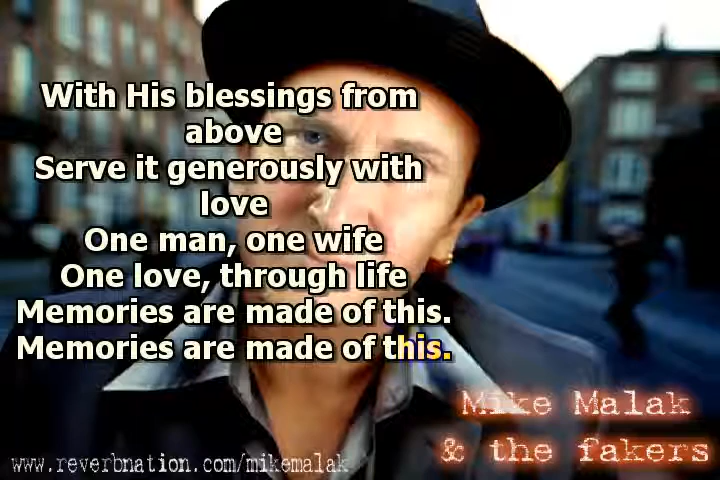 With His blessings from
above
Serve it generously with
love
One man, one wife
One love, through life
Memories are made of this.
Memories are made of this.
Mike Malak
& the fakers
www.reverbnation.com/mikemalak